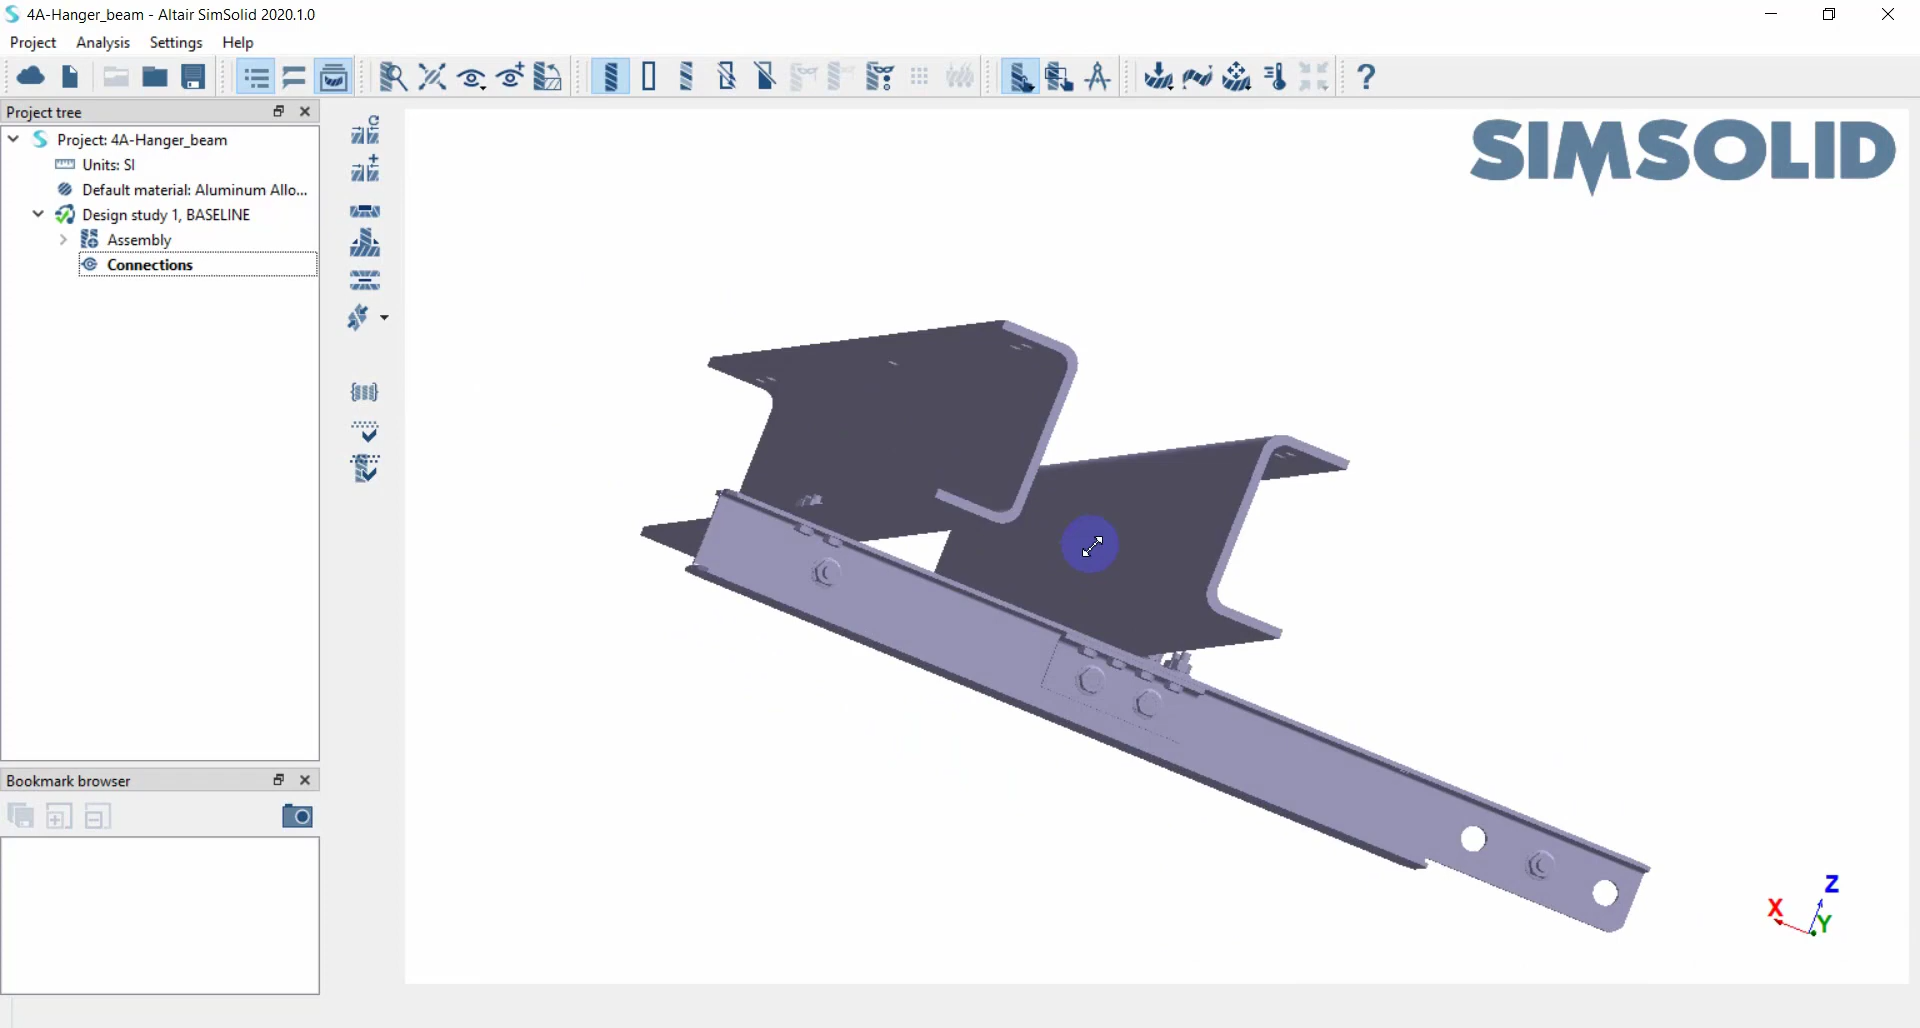 4A-Hanger_beam - Altair SimSolid 2020.1.0
Project Analysis Settings Help
Project tree
SIMSOLID
Project: 4A-Hanger_beam
Units: SI
Default material: Aluminum Allo...
Design study 1, BASELINE
Assembly
Connections
Bookmark browser
Z
X
Y